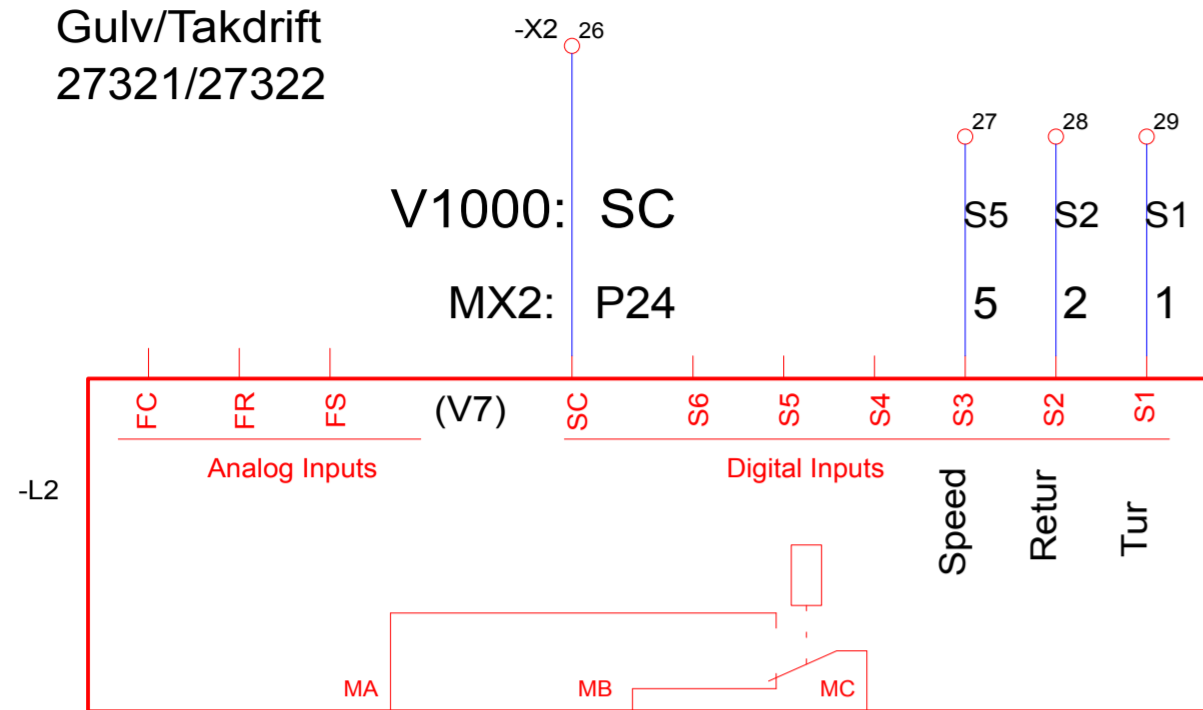 Gulv/Takdrift
27321/27322
-X2 26
27 28 29
V1000: SC S5 S2 S1
MX2: P24 5 2 1
FC FR FS (V7) SC S6 S5 S4 S3 S2 S1
Analog Inputs Digital Inputs
-L2
Speed Retur Tur
MA MB MC